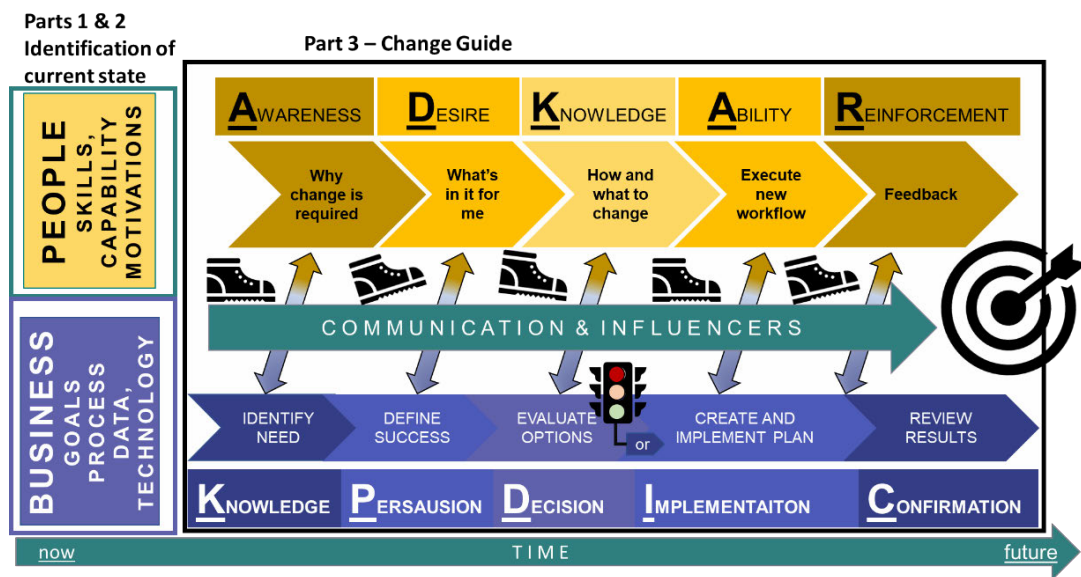 Parts 1 & 2
Identification of
current state
Part 3 – Change Guide
PEOPLE
SKILLS,
CAPABILITY
MOTIVATIONS
AWARENESS
DESIRE
KNOWLEDGE
ABILITY
REINFORCEMENT
Why
change is
required
What's
in it for
me
How and
what to
change
Execute
new
workflow
Feedback
COMMUNICATION & INFLUENCERS
BUSINESS
GOALS
PROCESS
DATA,
TECHNOLOGY
IDENTIFY
NEED
DEFINE
SUCCESS
EVALUATE
OPTIONS
or
CREATE AND
IMPLEMENT PLAN
REVIEW
RESULTS
KNOWLEDGE
PERSAUSION
DECISION
IMPLEMENTAITON
CONFIRMATION
now
TIME
future